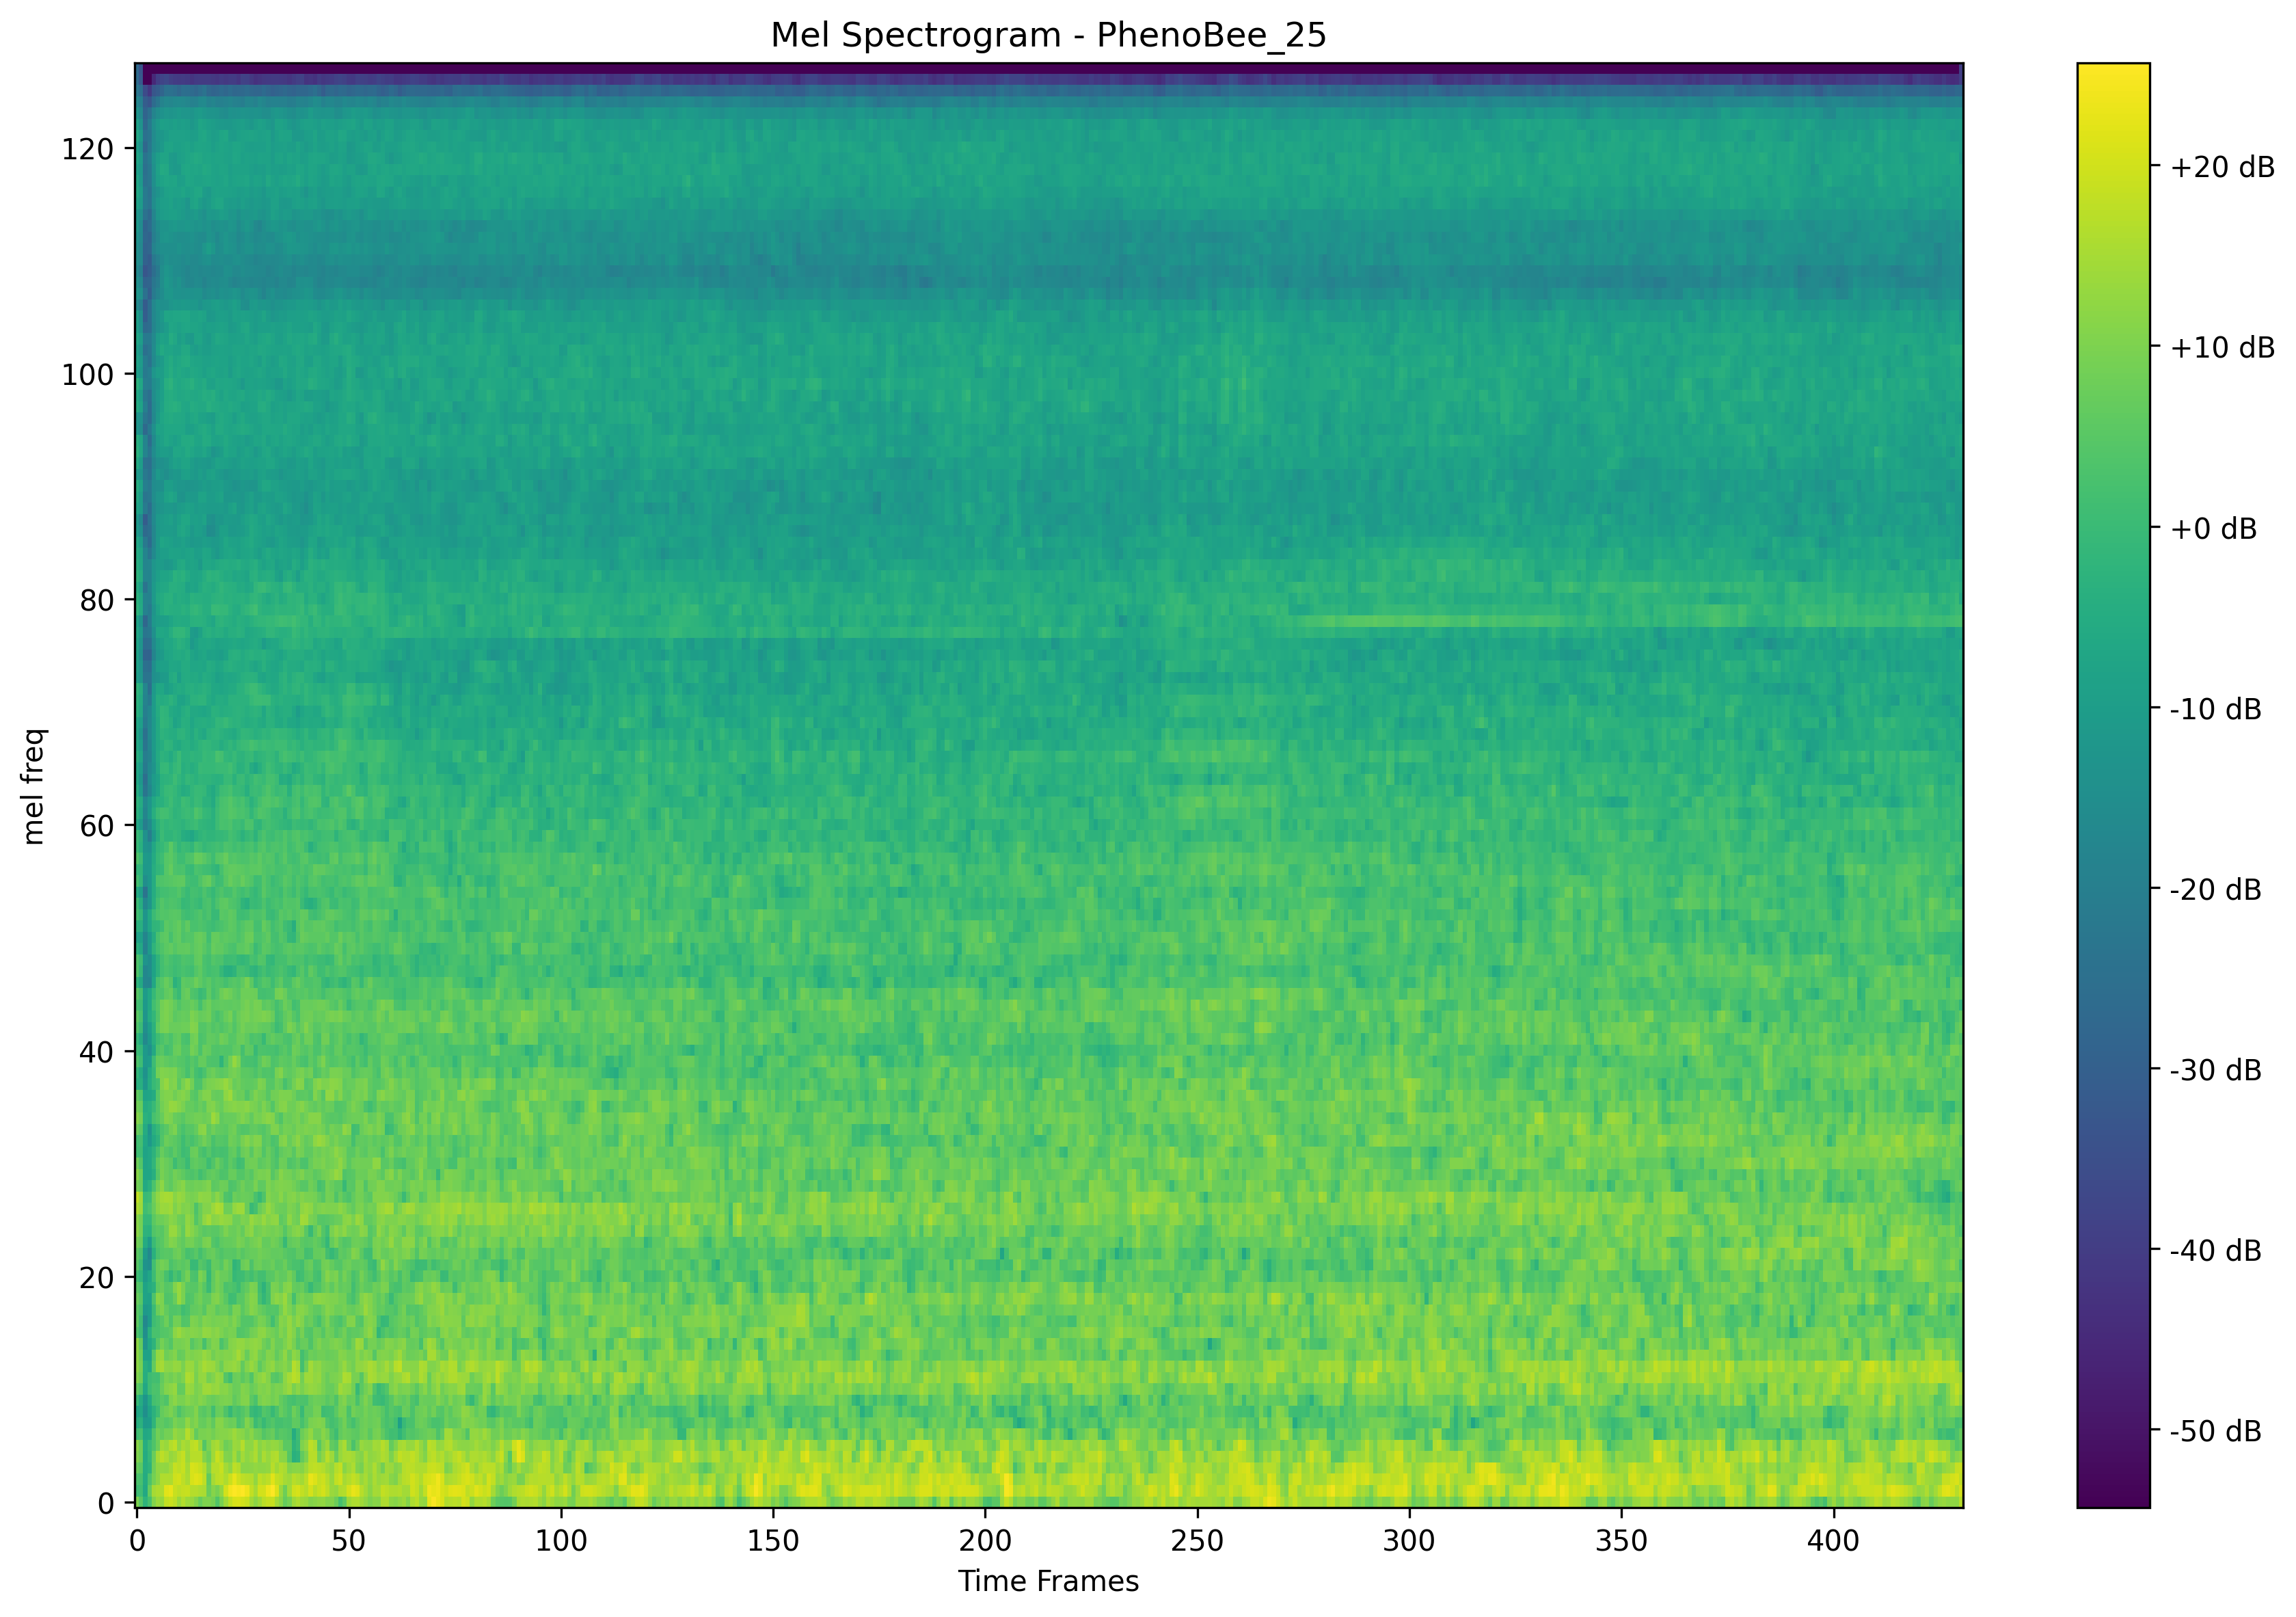 Mel Spectrogram - PhenoBee_25
mel freq
120
100
80
60
40
20
0
0 50 100 150 200 250 300 350 400
Time Frames
+20 dB
+10 dB
+0 dB
-10 dB
-20 dB
-30 dB
-40 dB
-50 dB